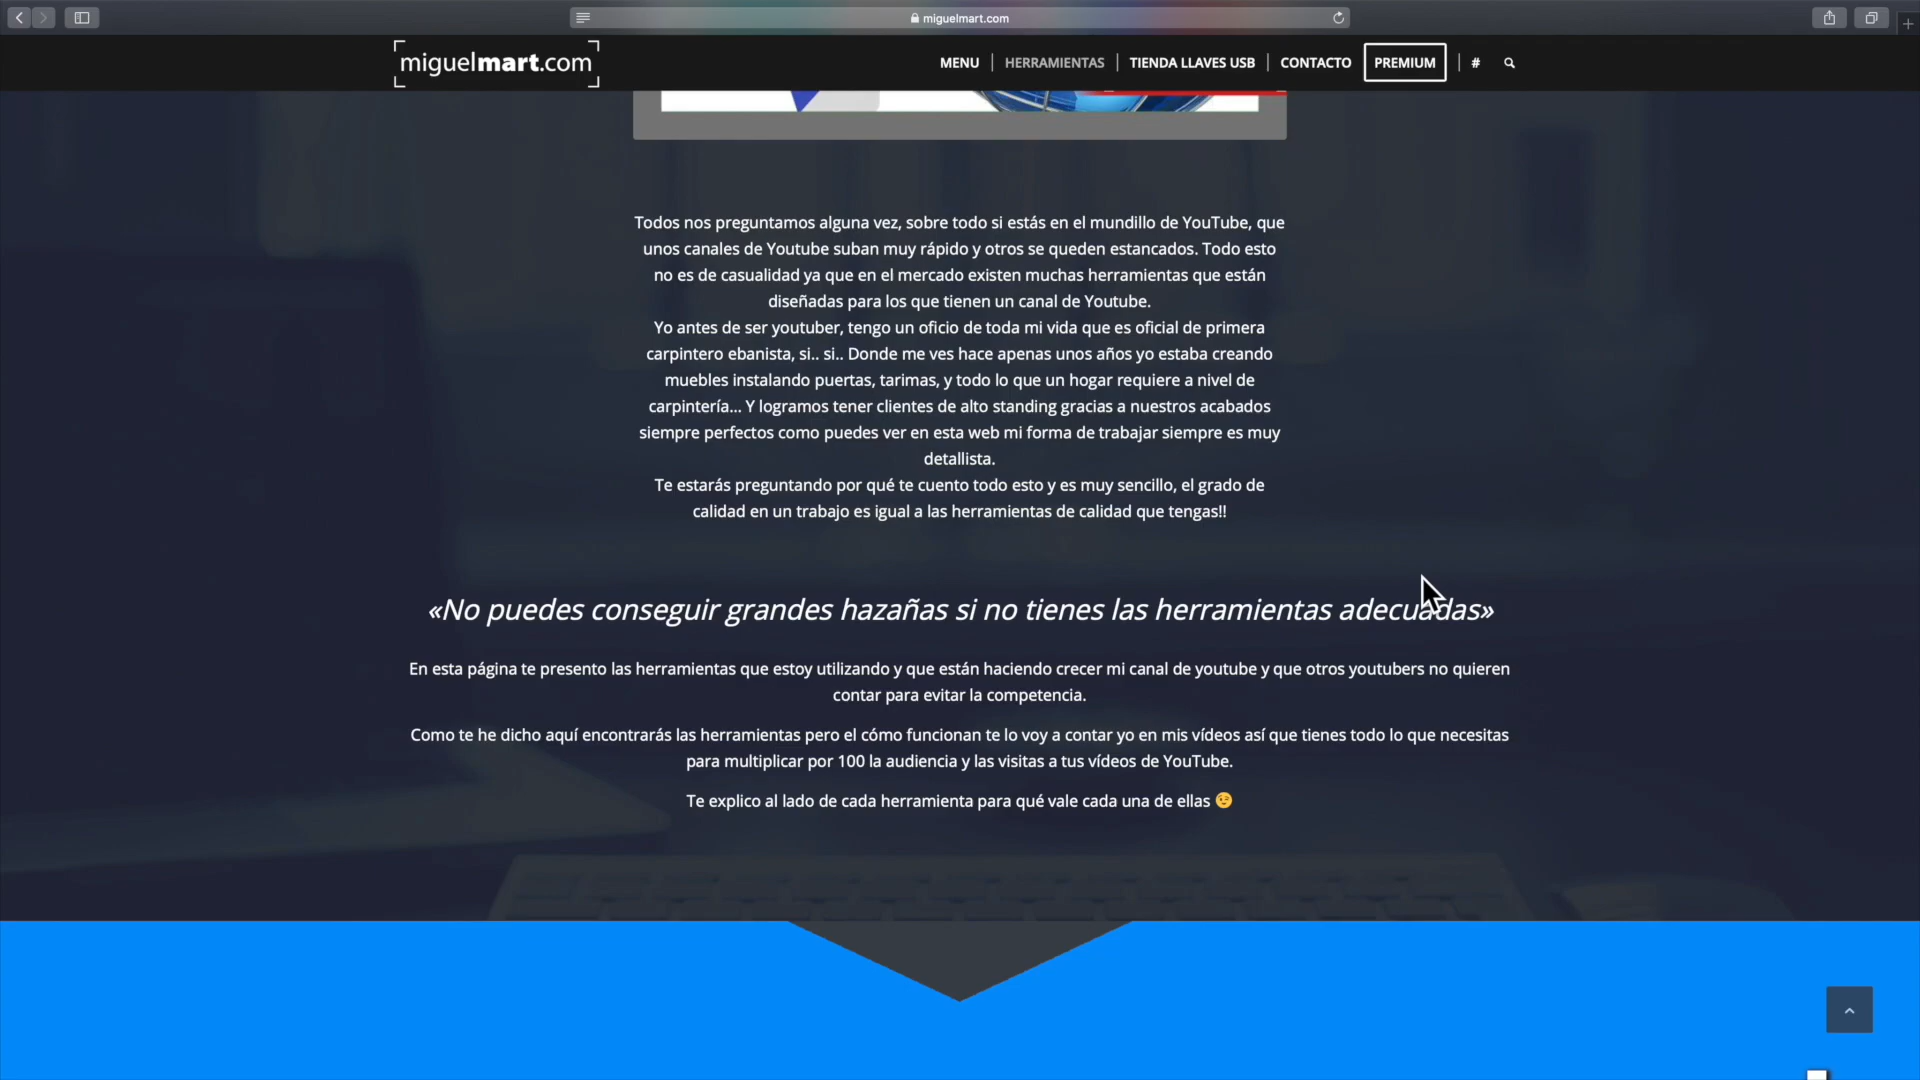 miguelmart.com
miguelmart.com
MENU
HERRAMIENTAS
TIENDA LLAVES USB
CONTACTO
PREMIUM
#
Todos nos preguntamos alguna vez, sobre todo si estás en el mundillo de YouTube, que
unos canales de Youtube suban muy rápido y otros se queden estancados. Todo esto
no es de casualidad ya que en el mercado existen muchas herramientas que están
diseñadas para los que tienen un canal de Youtube.
Yo antes de ser youtuber, tengo un oficio de toda mi vida que es oficial de primera
carpintero ebanista, si.. si.. Donde me ves hace apenas unos años yo estaba creando
muebles instalando puertas, tarimas, y todo lo que un hogar requiere a nivel de
carpintería... Y logramos tener clientes de alto standing gracias a nuestros acabados
siempre perfectos como puedes ver en esta web mi forma de trabajar siempre es muy
detallista.
Te estarás preguntando por qué te cuento todo esto y es muy sencillo, el grado de
calidad en un trabajo es igual a las herramientas de calidad que tengas!!
«No puedes conseguir grandes hazañas si no tienes las herramientas adecuadas»
En esta página te presento las herramientas que estoy utilizando y que están haciendo crecer mi canal de youtube y que otros youtubers no quieren
contar para evitar la competencia.
Como te he dicho aquí encontrarás las herramientas pero el cómo funcionan te lo voy a contar yo en mis vídeos así que tienes todo lo que necesitas
para multiplicar por 100 la audiencia y las visitas a tus vídeos de YouTube.
Te explico al lado de cada herramienta para qué vale cada una de ellas 😉